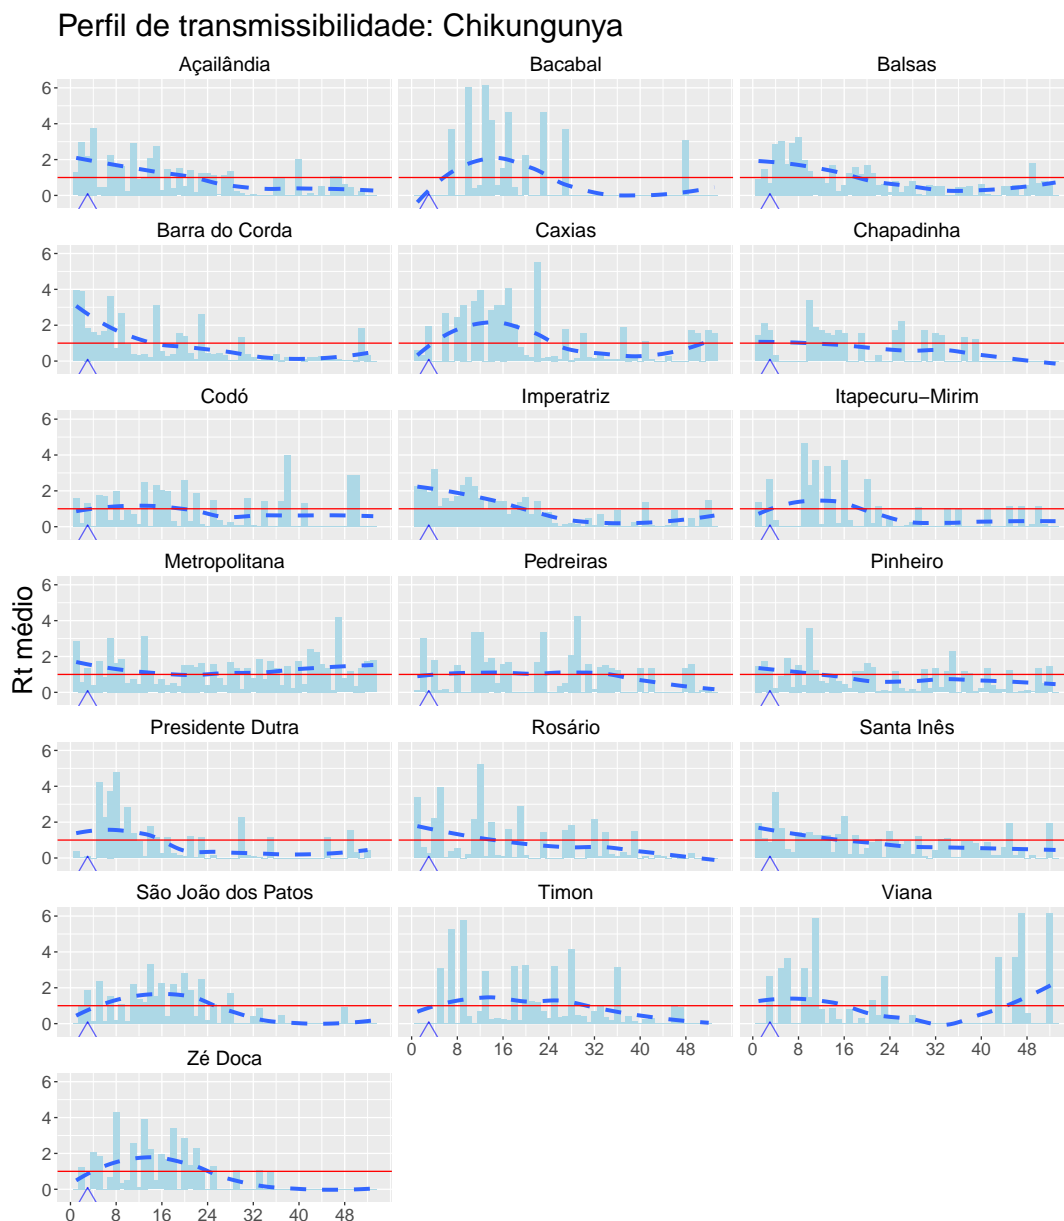 Perfil de transmissibilidade: Chikungunya
Açailândia Bacabal Balsas
6
4
2
0
Barra do Corda Caxias Chapadinha
6
4
2
0
Codó Imperatriz Itapecuru−Mirim
6
4
2
0
Metropolitana Pedreiras Pinheiro
6
4
2
0
Rt médio
Presidente Dutra Rosário Santa Inês
6
4
2
0
São João dos Patos Timon Viana
6
4
2
0
0 8 16 24 32 40 48 0 8 16 24 32 40 48
Zé Doca
6
4
2
0
0 8 16 24 32 40 48